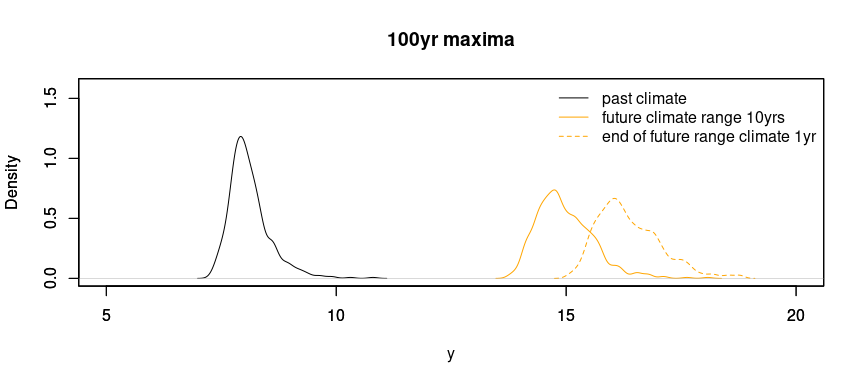 100yr maxima
past climate
future climate range 10yrs
end of future range climate 1yr
Density
1.5
1.0
0.5
0.0
5 10 15 20
y